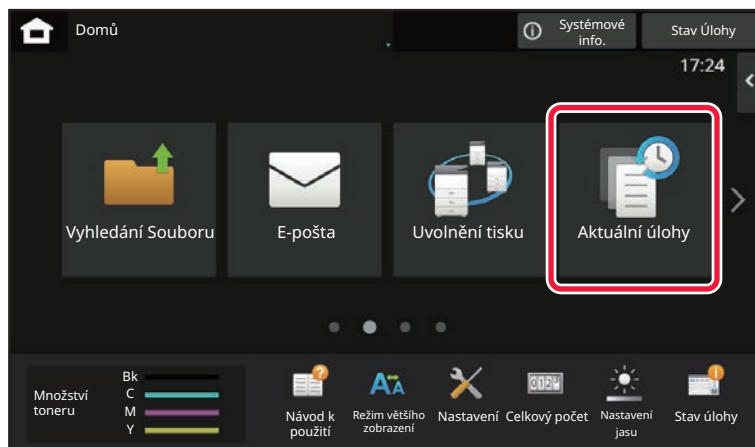 Domů
Systémové
info.
Stav Úlohy
17:24
Vyhledání Souboru
E-pošta
Uvolnění tisku
Aktuální úlohy
Množství
toneru
Bk
C
M
Y
Návod k
použití
Režim většího
zobrazení
Nastavení
Celkový počet
0123
Nastavení
jasu
Stav úlohy